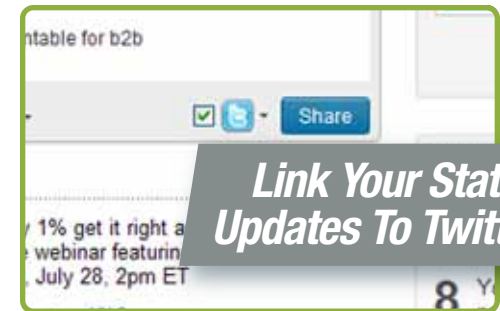 ntable for b2b
Share
Link Your Stat
Updates To Twitt
y 1% get it right a
webinar featurin
, July 28, 2pm ET
8 Y